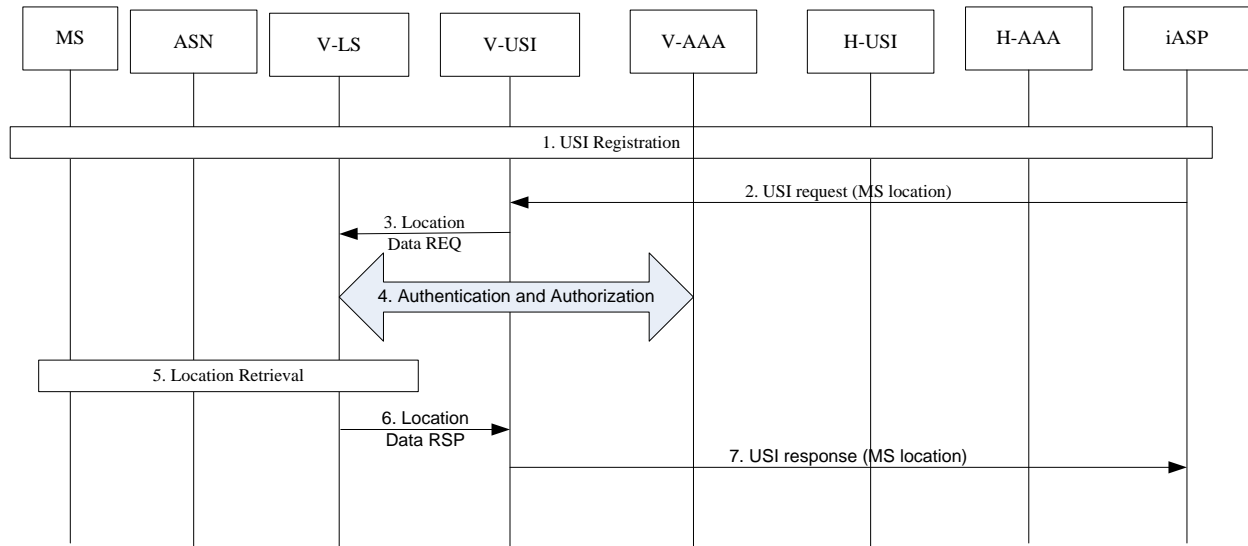 MS
ASN
V-LS
V-USI
V-AAA
H-USI
H-AAA
iASP
1. USI Registration
2. USI request (MS location)
3. Location
Data REQ
4. Authentication and Authorization
5. Location Retrieval
6. Location
Data RSP
7. USI response (MS location)